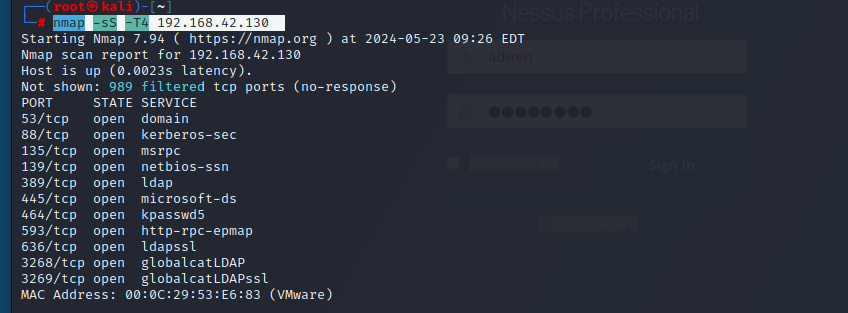 ┌──(root㉿kali)-[~]
└─# nmap -sS -T4 192.168.42.130
Starting Nmap 7.94 ( https://nmap.org ) at 2024-05-23 09:26 EDT
Nmap scan report for 192.168.42.130
Host is up (0.0023s latency).
Not shown: 989 filtered tcp ports (no-response)
PORT     STATE SERVICE
53/tcp   open  domain
88/tcp   open  kerberos-sec
135/tcp  open  msrpc
139/tcp  open  netbios-ssn
389/tcp  open  ldap
445/tcp  open  microsoft-ds
464/tcp  open  kpasswd5
593/tcp  open  http-rpc-epmap
636/tcp  open  ldapssl
3268/tcp open  globalcatLDAP
3269/tcp open  globalcatLDAPssl
MAC Address: 00:0C:29:53:E6:83 (VMware)
Nessus Professional
admin
●●●●●●●●
Sign In